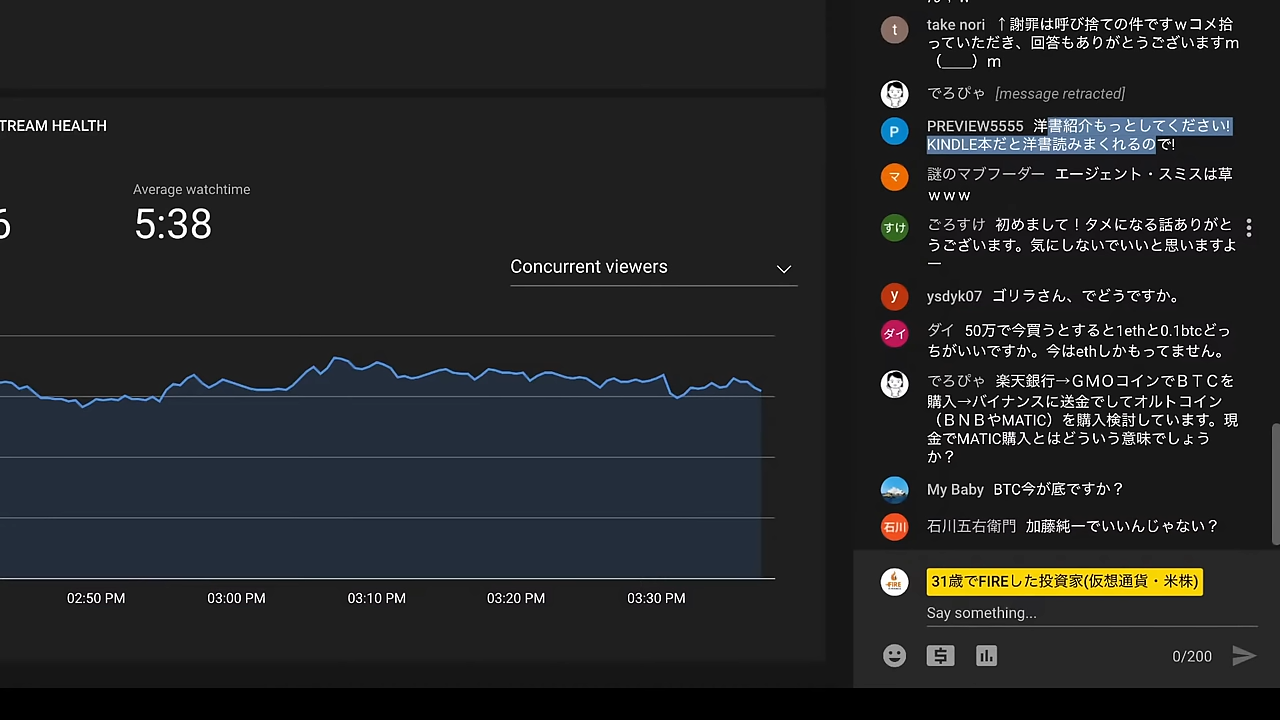 TREAM HEALTH
Average watchtime
6
5:38
Concurrent viewers
02:50 PM
03:00 PM
03:10 PM
03:20 PM
03:30 PM
t
take nori ↑謝罪は呼び捨ての件ですｗコメ拾
っていただき、回答もありがとうございますm
（____）m
でろぴゃ [message retracted]
P
PREVIEW5555 洋書紹介もっとしてください!
KINDLE本だと洋書読みまくれるので!
マ
謎のマブフーダー エージェント・スミスは草
ｗｗｗ
すけ
ごろすけ 初めまして！タメになる話ありがと
うございます。気にしないでいいと思いますよ
ー
y
ysdyk07 ゴリラさん、でどうですか。
ダイ
ダイ 50万で今買うとすると1ethと0.1btcどっ
ちがいいですか。今はethしかもってません。
でろぴゃ 楽天銀行→ＧＭＯコインでＢＴＣを
購入→バイナンスに送金でしてオルトコイン
（ＢＮＢやMATIC）を購入検討しています。現
金でMATIC購入とはどういう意味でしょう
か？
My Baby BTC今が底ですか？
石川
石川五右衛門 加藤純一でいいんじゃない？
FIRE
31歳でFIREした投資家(仮想通貨・米株)
Say something...
0/200